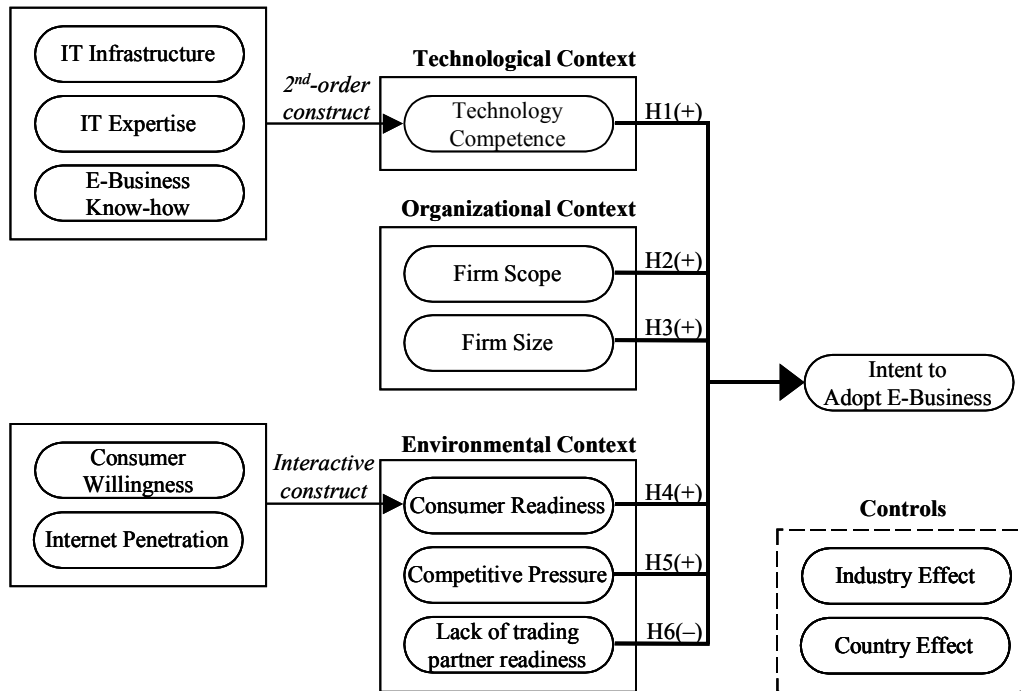 IT Infrastructure
IT Expertise
E-Business
Know-how
2nd-order
construct
Technological Context
Technology
Competence
H1(+)
Organizational Context
Firm Scope
H2(+)
Firm Size
H3(+)
Intent to
Adopt E-Business
Consumer
Willingness
Internet Penetration
Interactive
construct
Environmental Context
Consumer Readiness
H4(+)
Competitive Pressure
H5(+)
Lack of trading
partner readiness
H6(–)
Controls
Industry Effect
Country Effect